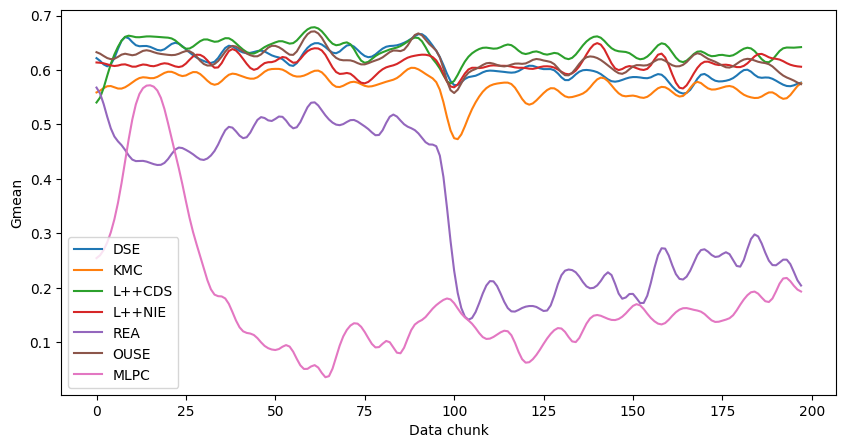 0.7
0.6
0.5
0.4
0.3
0.2
0.1
Gmean
DSE
KMC
L++CDS
L++NIE
REA
OUSE
MLPC
0 25 50 75 100 125 150 175 200
Data chunk